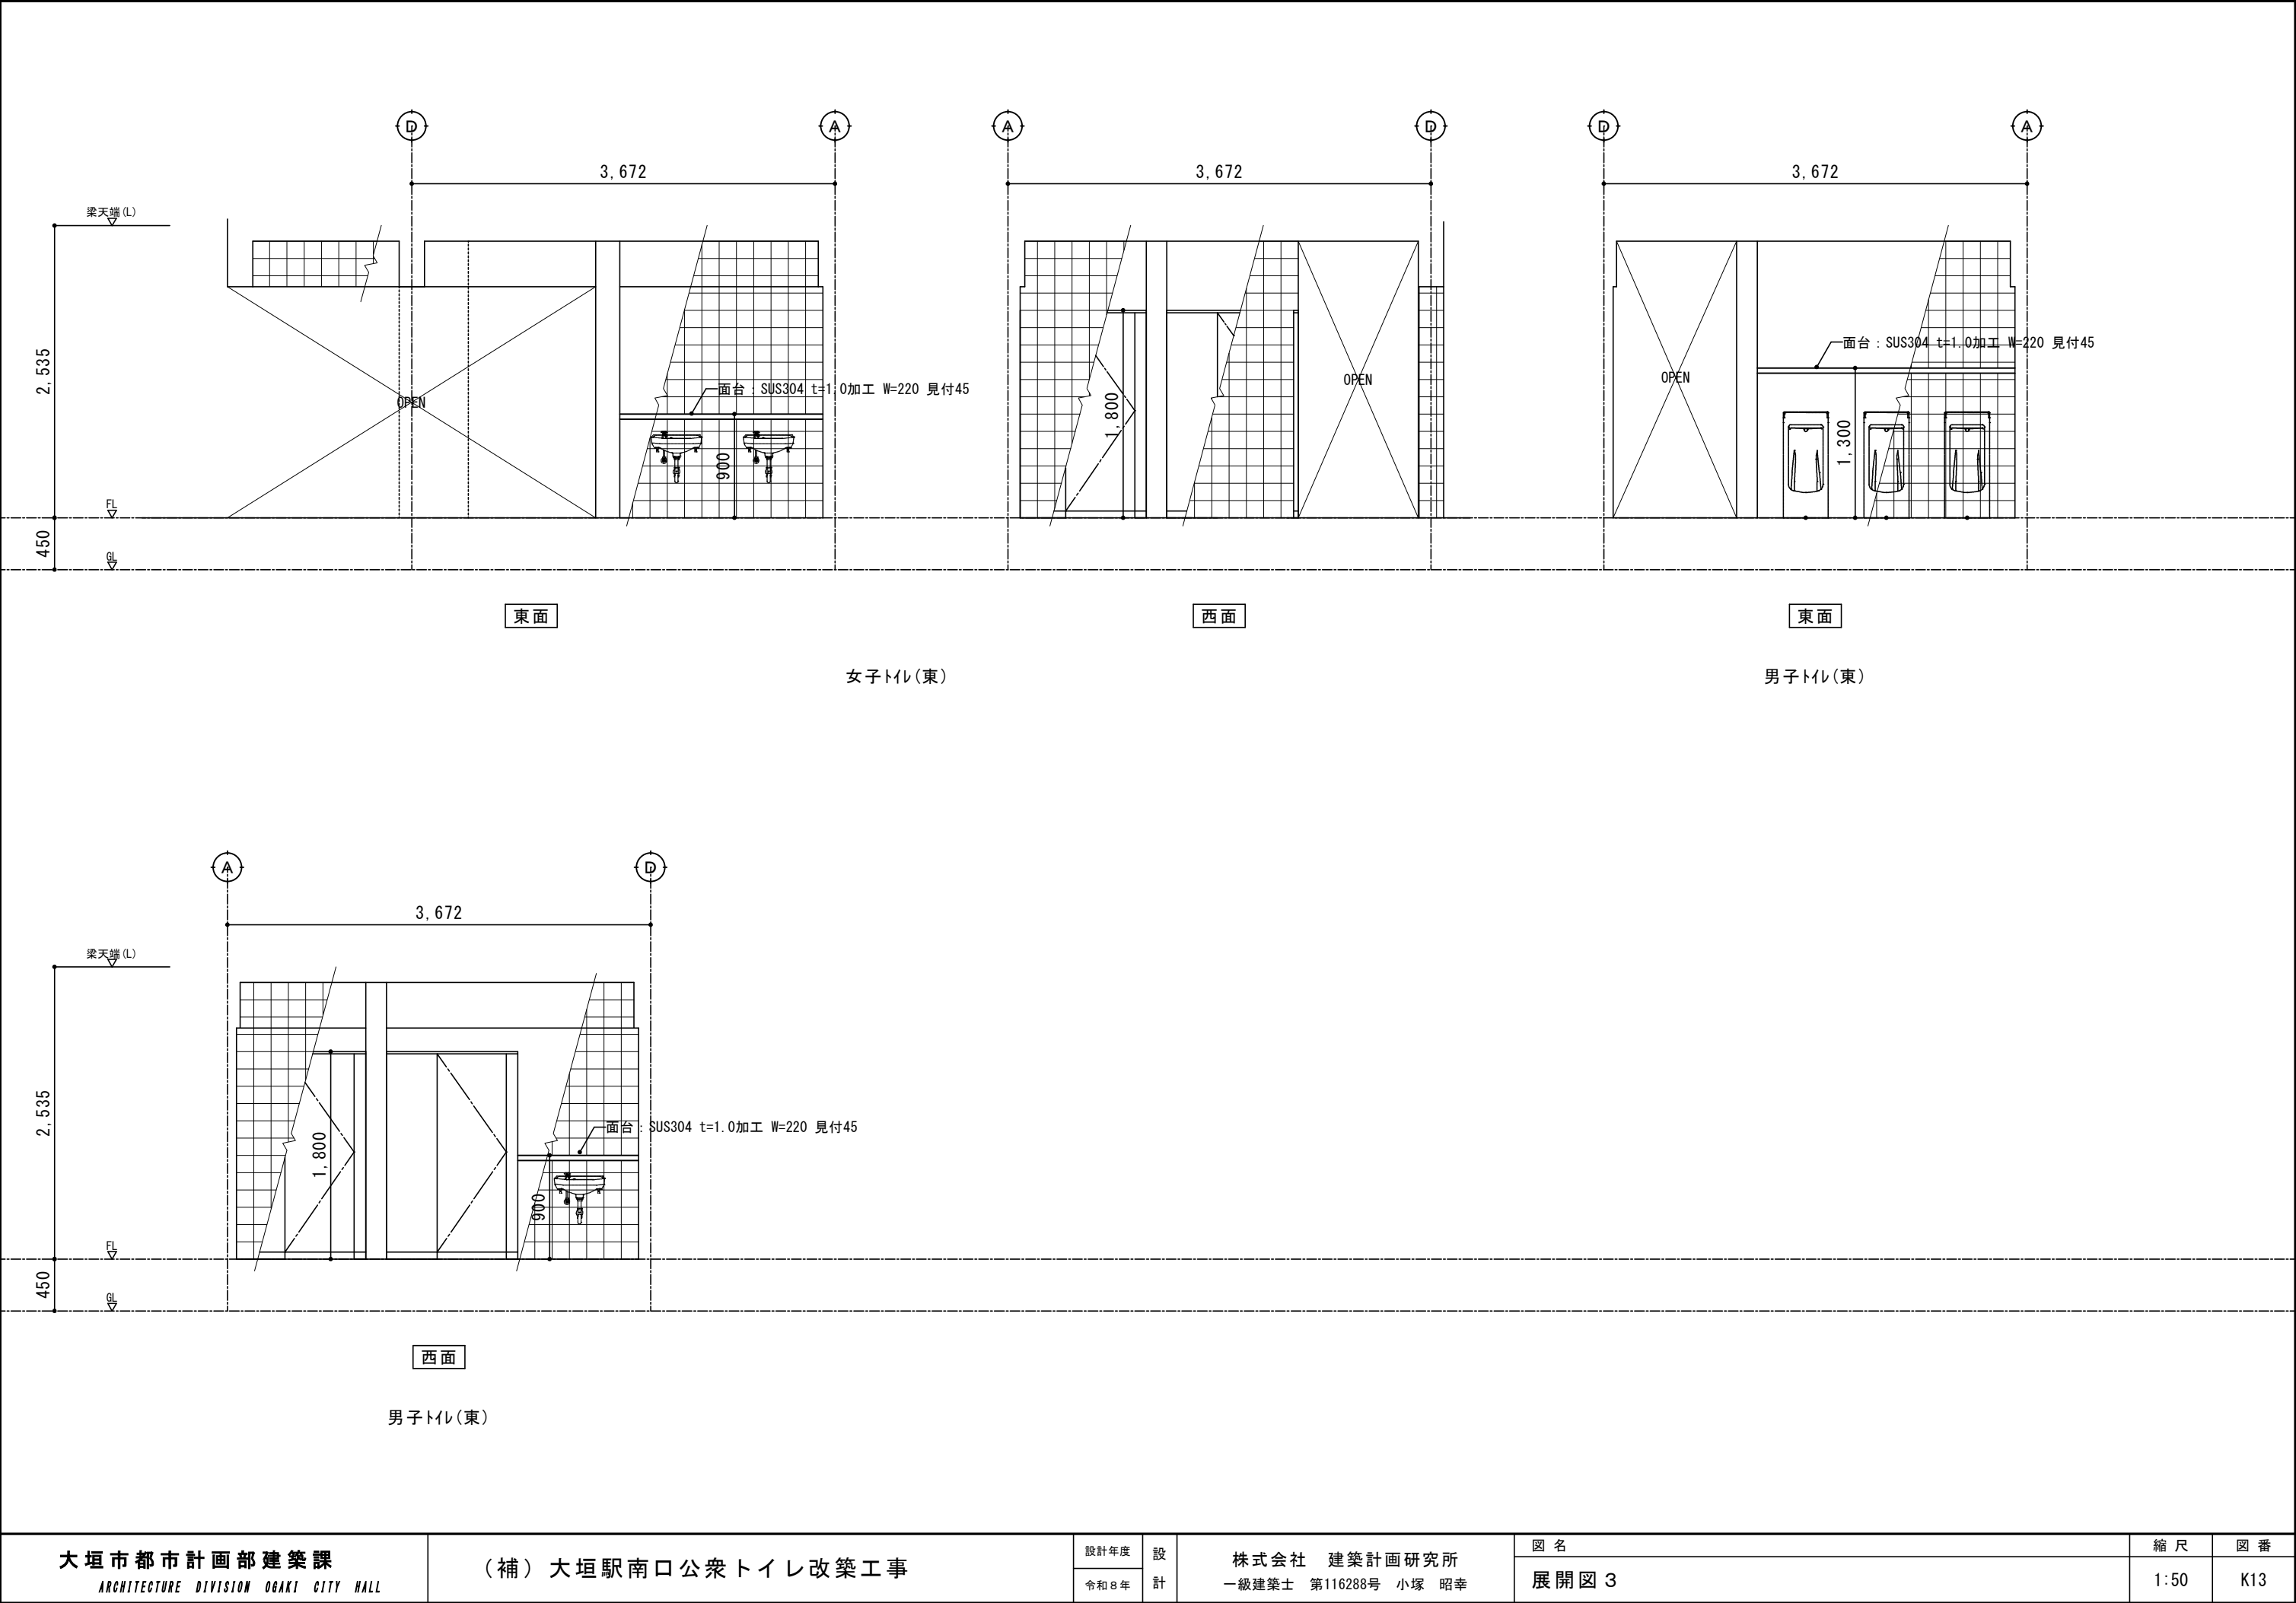 D
A
A
D
D
A
3,672
3,672
3,672
梁天端(L)
2,535
OPEN
面台：SUS304 t=1.0加工 W=220 見付45
900
1,800
OPEN
OPEN
面台：SUS304 t=1.0加工 W=220 見付45
1,300
FL
450
GL
東面
西面
東面
女子ﾄｲﾚ(東)
男子ﾄｲﾚ(東)
A
D
3,672
梁天端(L)
2,535
1,800
面台：SUS304 t=1.0加工 W=220 見付45
900
FL
450
GL
西面
男子ﾄｲﾚ(東)
大垣市都市計画部建築課
ARCHITECTURE DIVISION OGAKI CITY HALL
（補）大垣駅南口公衆トイレ改築工事
設計年度
令和８年
設計
株式会社　建築計画研究所
一級建築士　第116288号　小塚　昭幸
図名
展開図３
縮尺
1:50
図番
K13